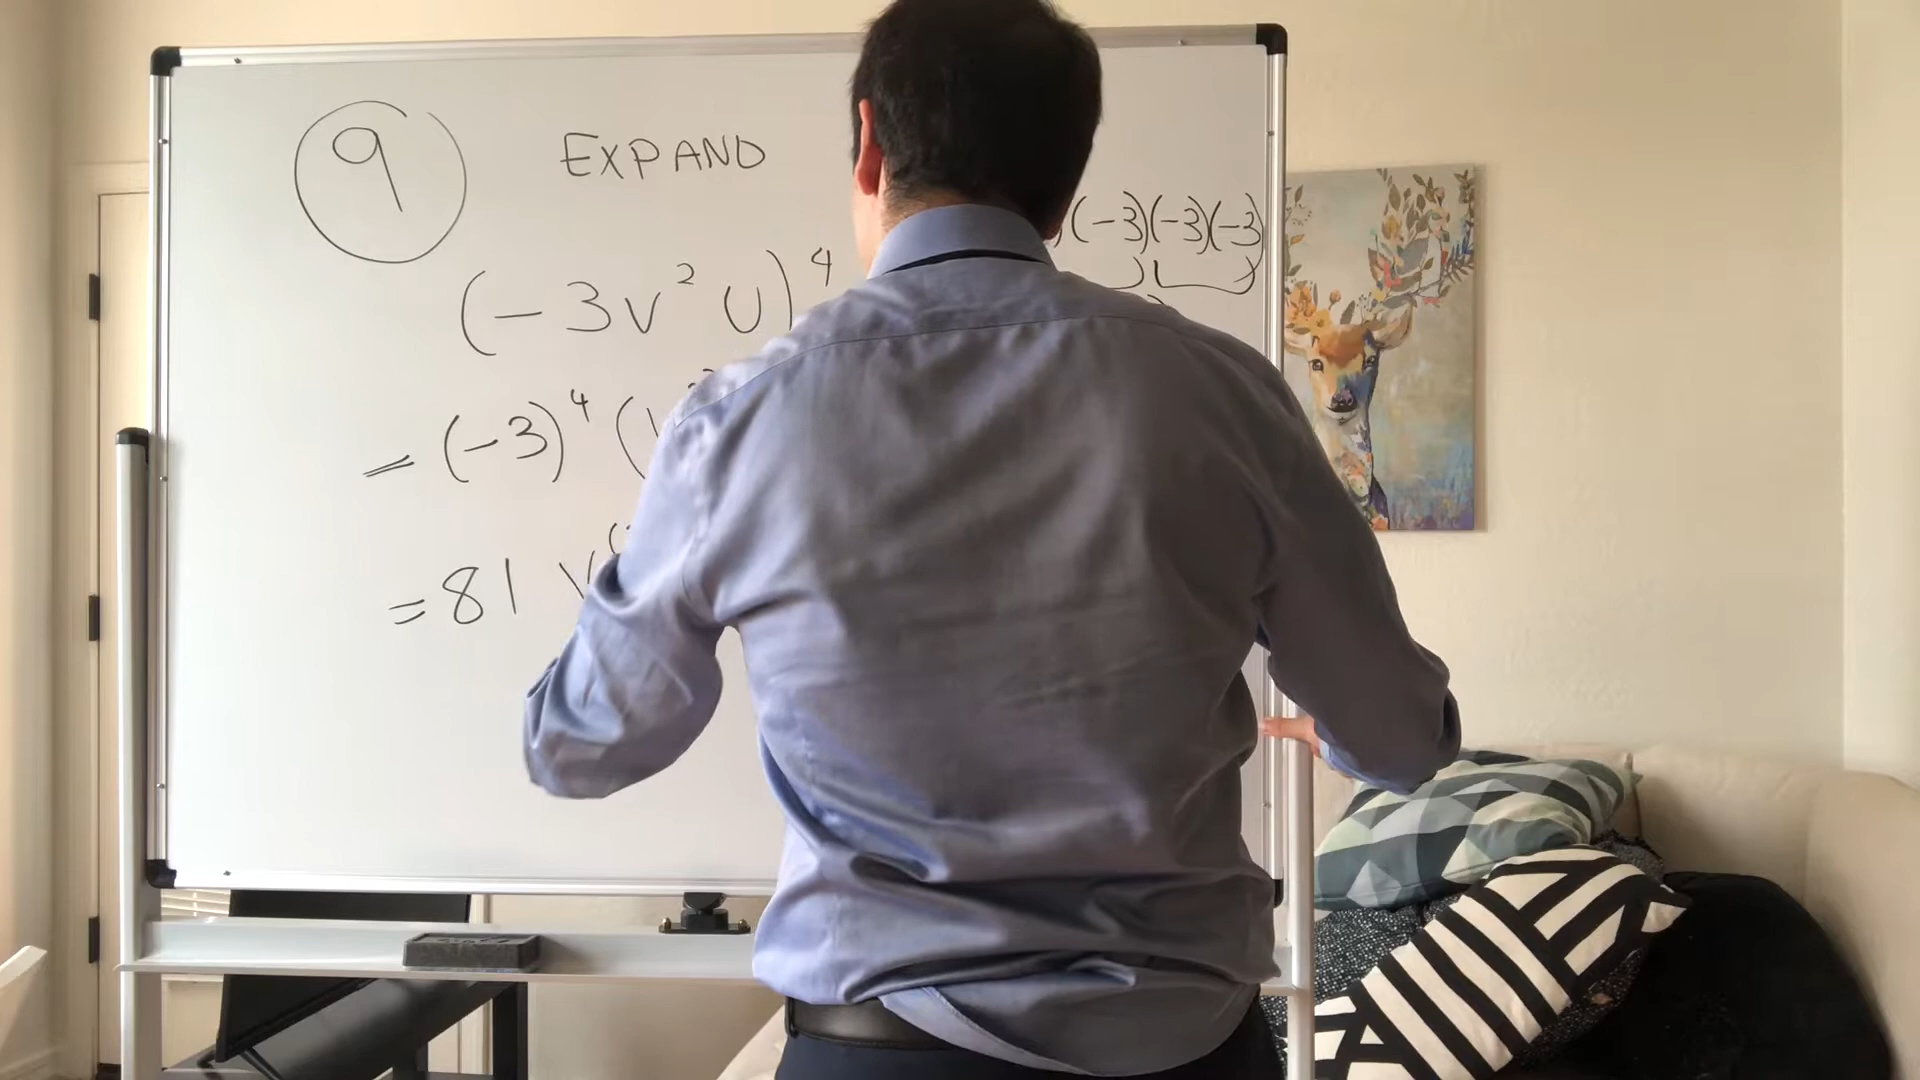 9
EXPAND
(-3)(-3)(-3)
(-3v²u)⁴
= (-3)⁴ (
= 81 v